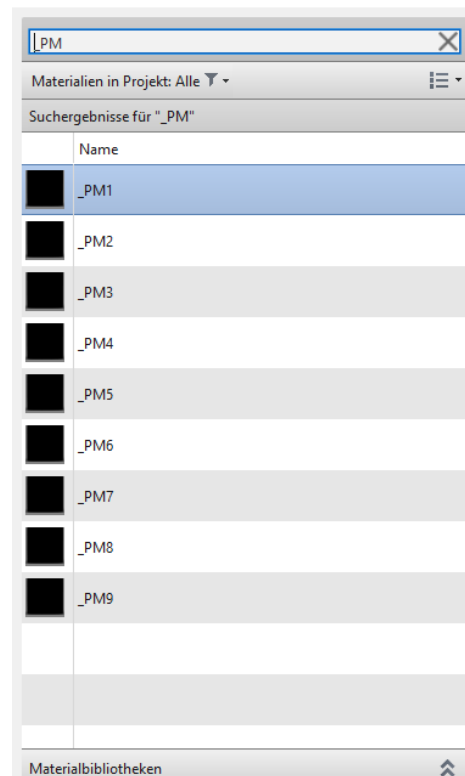 _PM
Materialien in Projekt: Alle
Suchergebnisse für "_PM"
Name
_PM1
_PM2
_PM3
_PM4
_PM5
_PM6
_PM7
_PM8
_PM9
Materialbibliotheken